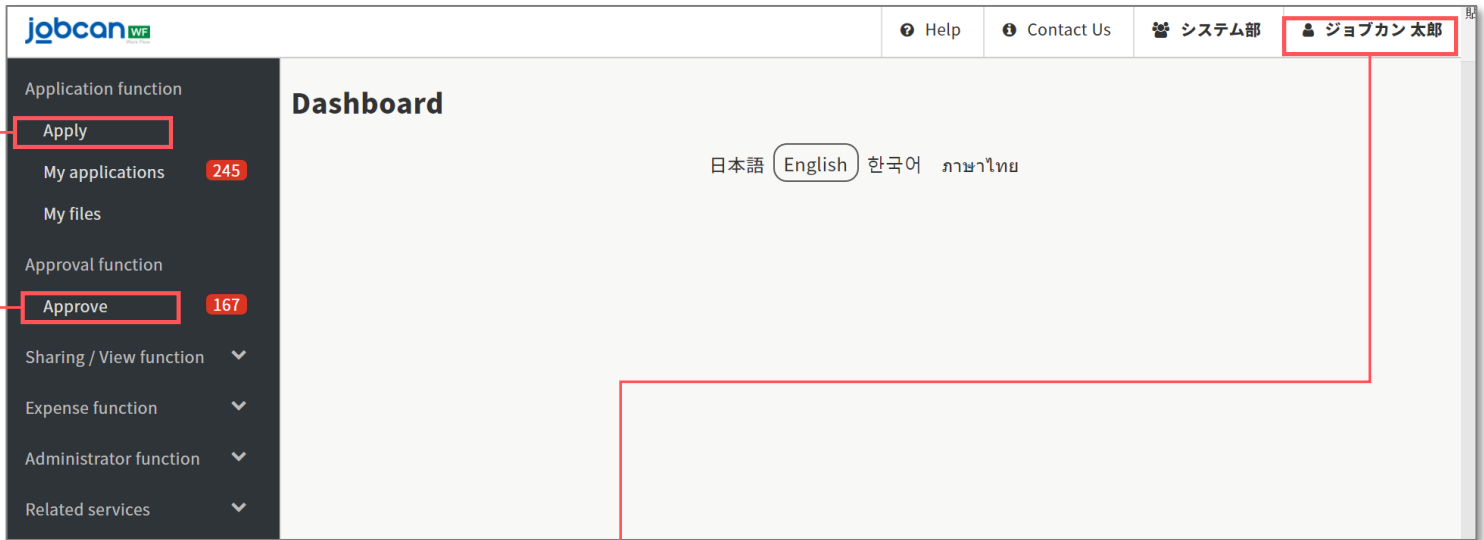 jobcan WF
Work Flow
Help
Contact Us
システム部
ジョブカン 太郎
Application function
Apply
My applications 245
My files
Approval function
Approve 167
Sharing / View function
Expense function
Administrator function
Related services
Dashboard
日本語 English 한국어 ภาษาไทย